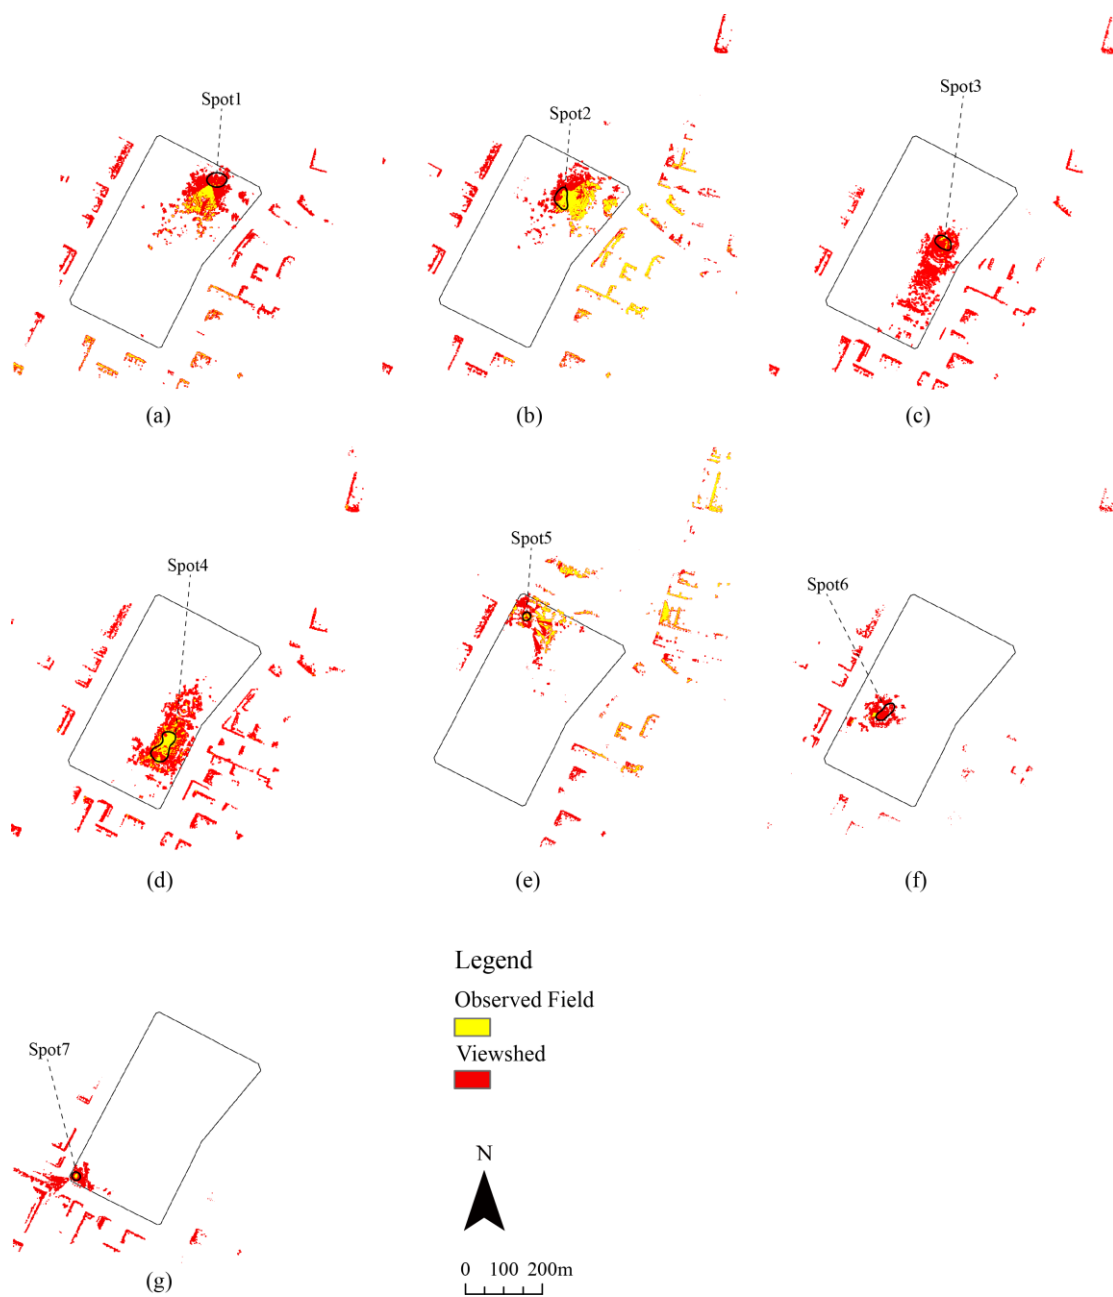 Spot1
Spot2
Spot3
(a)
(b)
(c)
Spot4
Spot5
Spot6
(d)
(e)
(f)
Spot7
(g)
Legend
Observed Field
Viewshed
N
0 100 200m